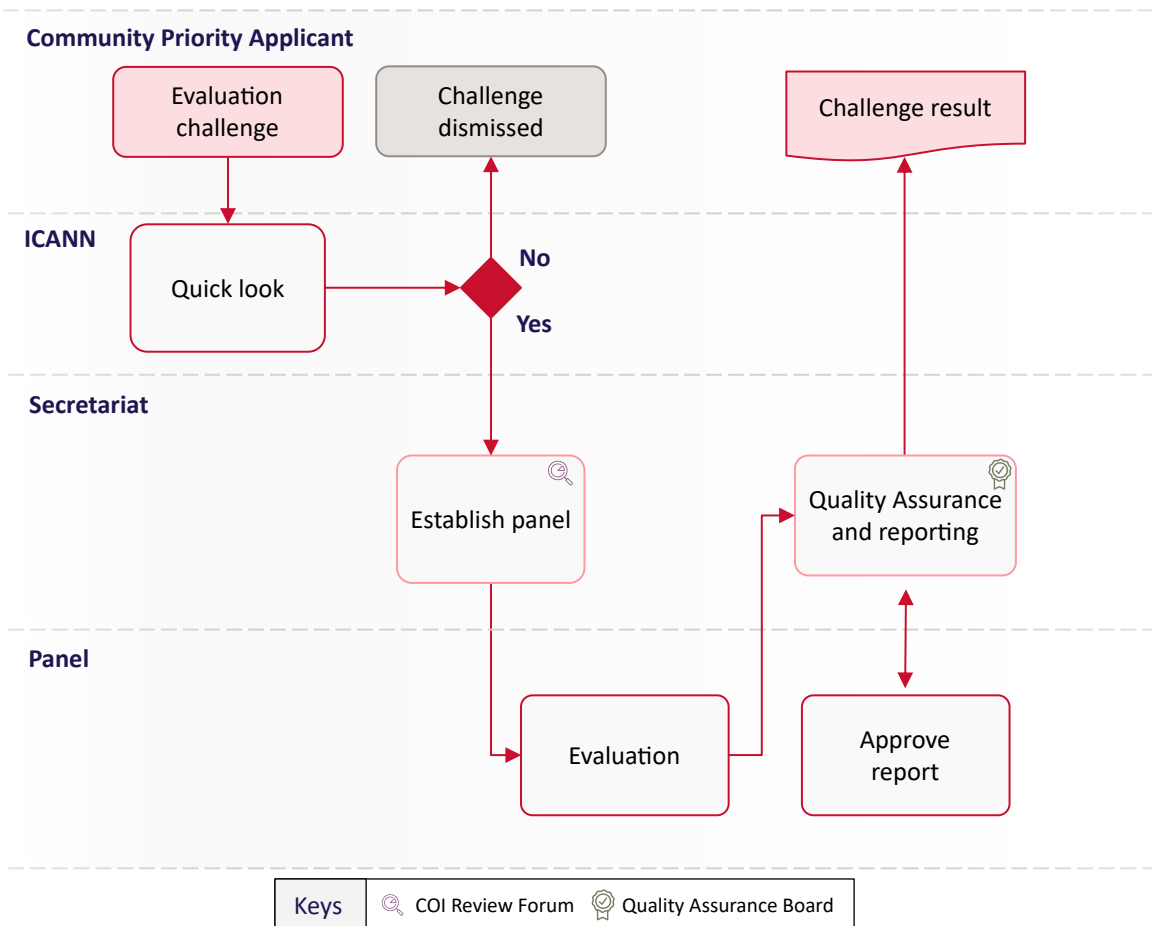 Community Priority Applicant
Evaluation
challenge
Challenge
dismissed
Challenge result
ICANN
Quick look
No
Yes
Secretariat
Establish panel
Quality Assurance
and reporting
Panel
Evaluation
Approve
report
Keys
COI Review Forum
Quality Assurance Board